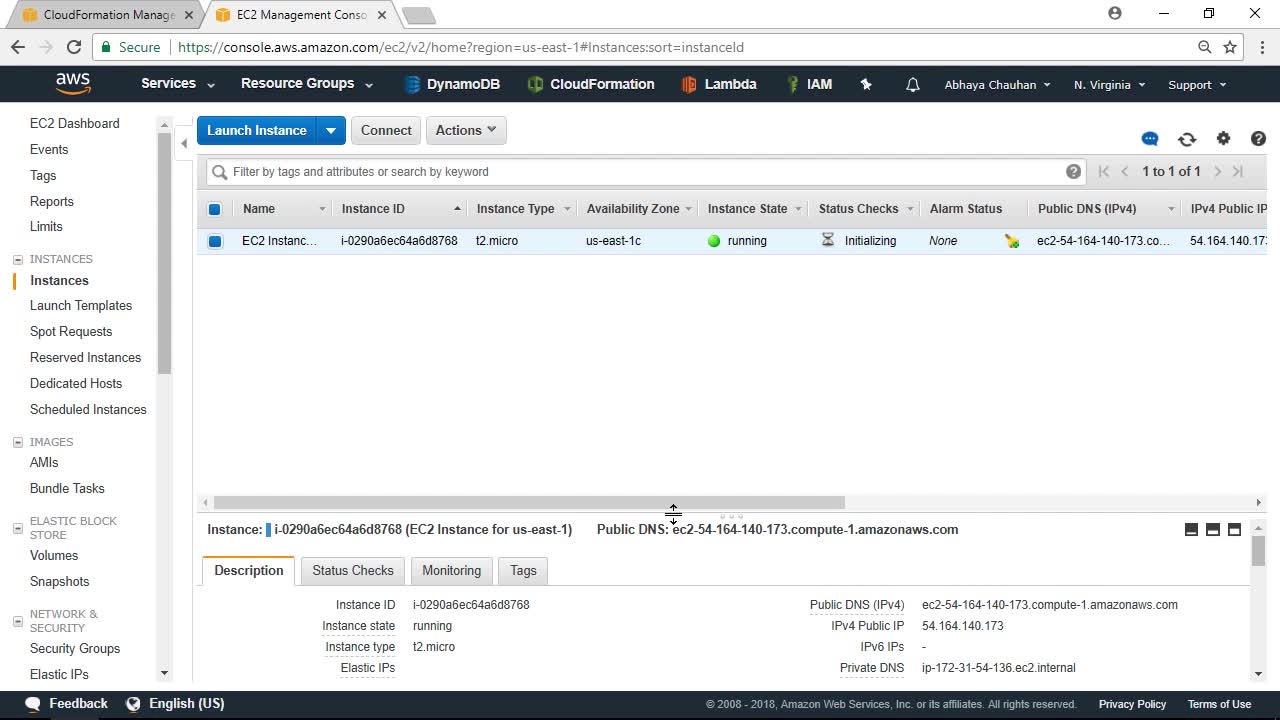 CloudFormation Manage
EC2 Management Conso
Secure
https://console.aws.amazon.com/ec2/v2/home?region=us-east-1#Instances:sort=instanceId
aws
Services
Resource Groups
DynamoDB
CloudFormation
Lambda
IAM
Abhaya Chauhan
N. Virginia
Support
EC2 Dashboard
Events
Tags
Reports
Limits
INSTANCES
Instances
Launch Templates
Spot Requests
Reserved Instances
Dedicated Hosts
Scheduled Instances
IMAGES
AMIs
Bundle Tasks
ELASTIC BLOCK
STORE
Volumes
Snapshots
NETWORK &
SECURITY
Security Groups
Elastic IPs
Launch Instance
Connect
Actions
Filter by tags and attributes or search by keyword
1 to 1 of 1
Name Instance ID Instance Type Availability Zone Instance State Status Checks Alarm Status Public DNS (IPv4) IPv4 Public IP
EC2 Instanc... i-0290a6ec64a6d8768 t2.micro us-east-1c running Initializing None ec2-54-164-140-173.co... 54.164.140.17
Instance: i-0290a6ec64a6d8768 (EC2 Instance for us-east-1) Public DNS: ec2-54-164-140-173.compute-1.amazonaws.com
Description
Status Checks
Monitoring
Tags
Instance ID i-0290a6ec64a6d8768
Instance state running
Instance type t2.micro
Elastic IPs
Public DNS (IPv4) ec2-54-164-140-173.compute-1.amazonaws.com
IPv4 Public IP 54.164.140.173
IPv6 IPs -
Private DNS ip-172-31-54-136.ec2.internal
Feedback
English (US)
© 2008 - 2018, Amazon Web Services, Inc. or its affiliates. All rights reserved.
Privacy Policy
Terms of Use